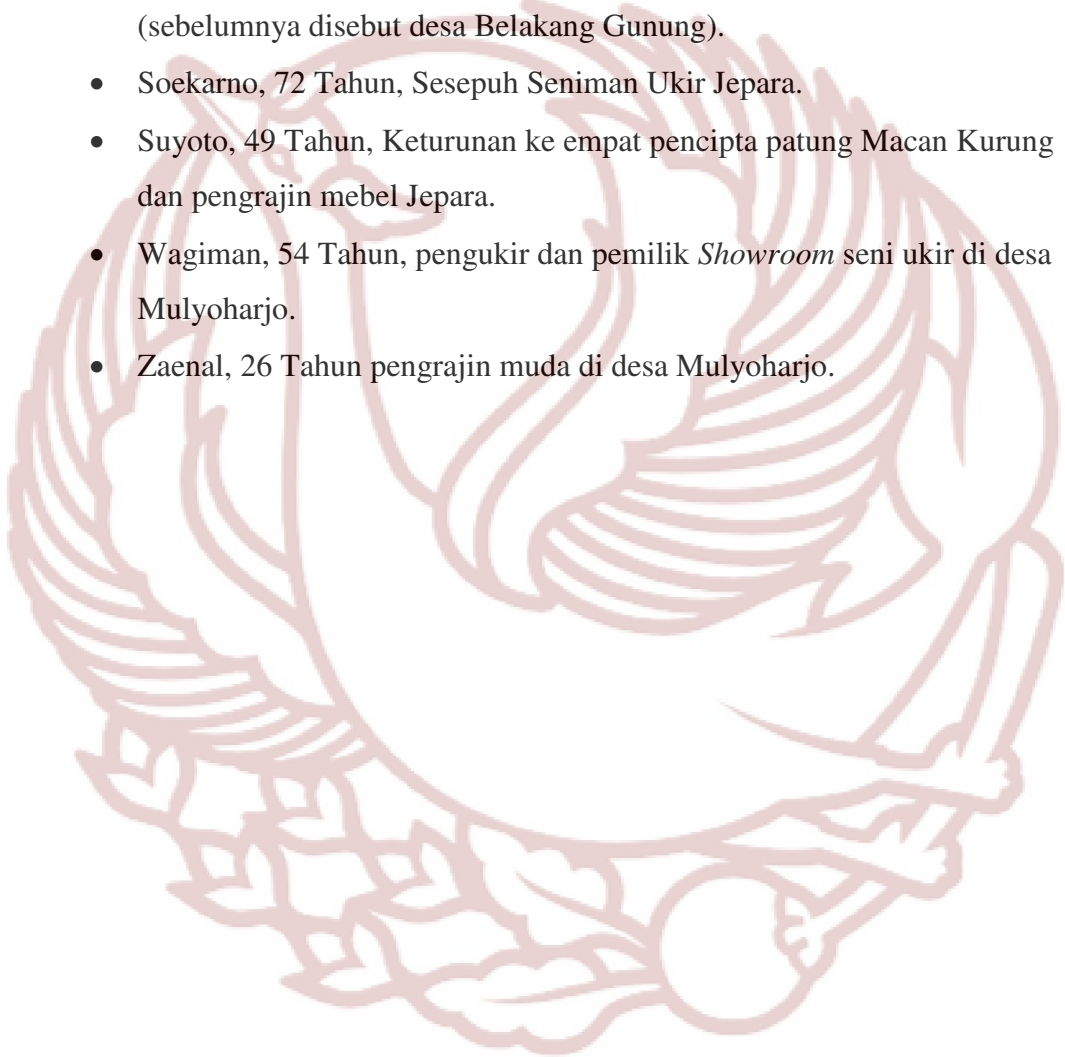 (sebelumnya disebut desa Belakang Gunung).
• Soekarno, 72 Tahun, Sesepuh Seniman Ukir Jepara.
• Suyoto, 49 Tahun, Keturunan ke empat pencipta patung Macan Kurung
dan pengrajin mebel Jepara.
• Wagiman, 54 Tahun, pengukir dan pemilik Showroom seni ukir di desa
Mulyoharjo.
• Zaenal, 26 Tahun pengrajin muda di desa Mulyoharjo.